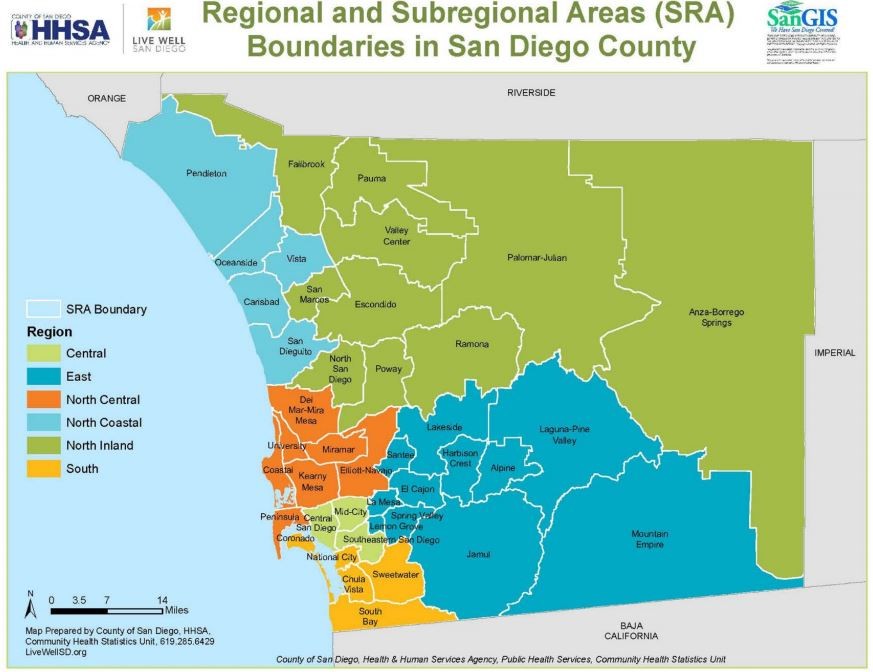 COUNTY OF SAN DIEGO
HHSA
HEALTH AND HUMAN SERVICES AGENCY
LIVE WELL
SAN DIEGO
Regional and Subregional Areas (SRA)
Boundaries in San Diego County
SanGIS
We Have San Diego Covered!
ORANGE
RIVERSIDE
Pendleton
Fallbrook
Pauma
Valley
Center
Palomar-Julian
Oceanside
Vista
Carlsbad
San
Marcos
Escondido
Anza-Borrego
Springs
IMPERIAL
San
Dieguito
North
San
Diego
Poway
Ramona
SRA Boundary
Region
Central
East
North Central
North Coastal
North Inland
South
Del
Mar-Mira
Mesa
Lakeside
Laguna-Pine
Valley
University
Miramar
Santee
Harbison
Crest
Alpine
Coastal
Kearny
Mesa
Elliott-Navajo
El Cajon
La Mesa
Peninsula
Central
San Diego
Mid-City
Spring Valley
Lemon Grove
Coronado
Southeastern San Diego
Jamul
Mountain
Empire
National City
Chula
Vista
Sweetwater
South
Bay
N
0 3.5 7 14
Miles
BAJA
CALIFORNIA
Map Prepared by County of San Diego, HHSA,
Community Health Statistics Unit, 619.285.6429
LiveWellSD.org
County of San Diego, Health & Human Services Agency, Public Health Services, Community Health Statistics Unit